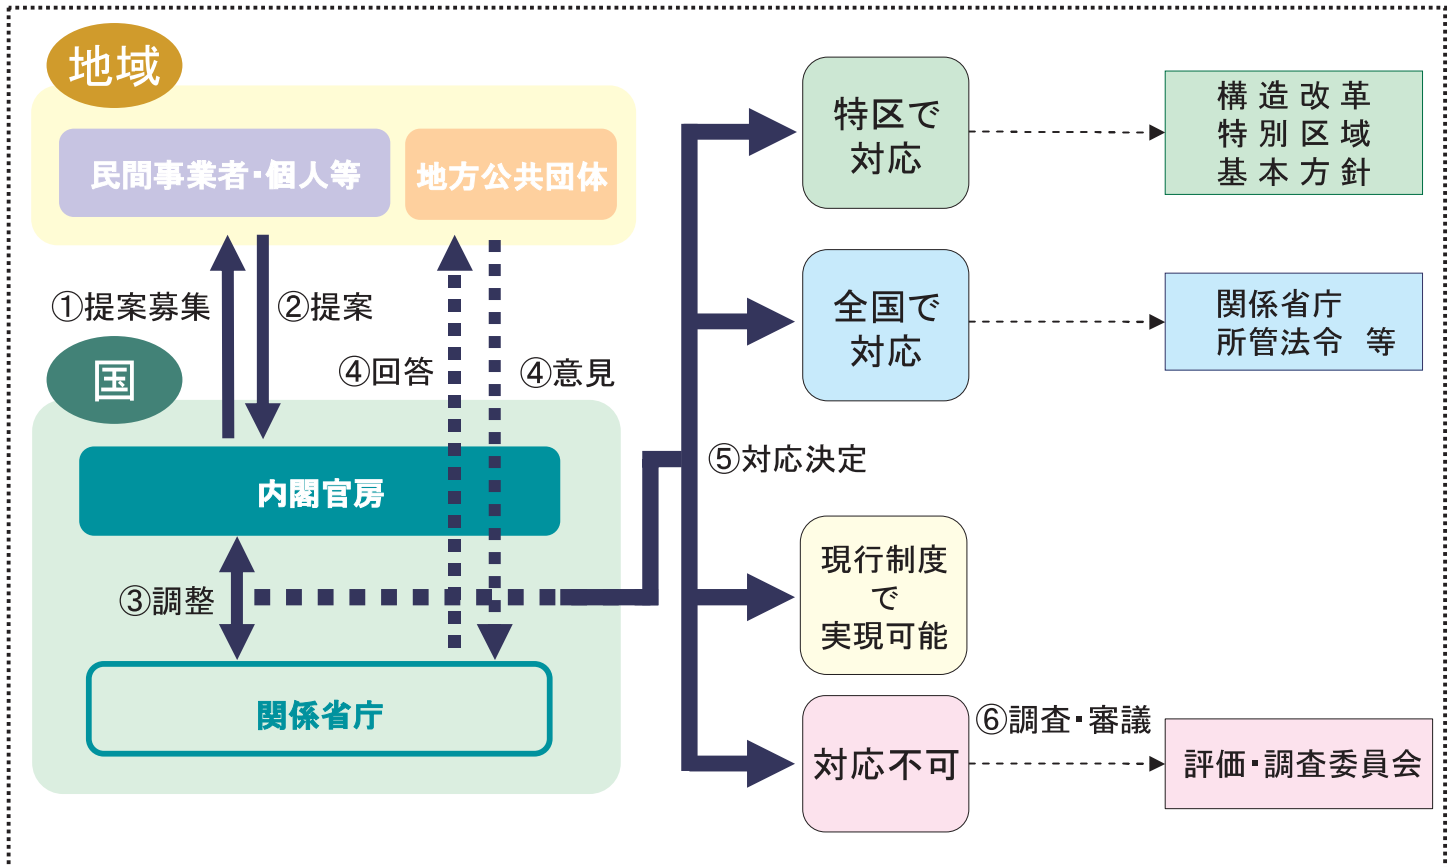 地域
民間事業者・個人等
地方公共団体
①提案募集
②提案
④回答
④意見
国
内閣官房
③調整
関係省庁
⑤対応決定
特区で
対応
構造改革
特別区域
基本方針
全国で
対応
関係省庁
所管法令 等
現行制度
で
実現可能
対応不可
⑥調査・審議
評価・調査委員会